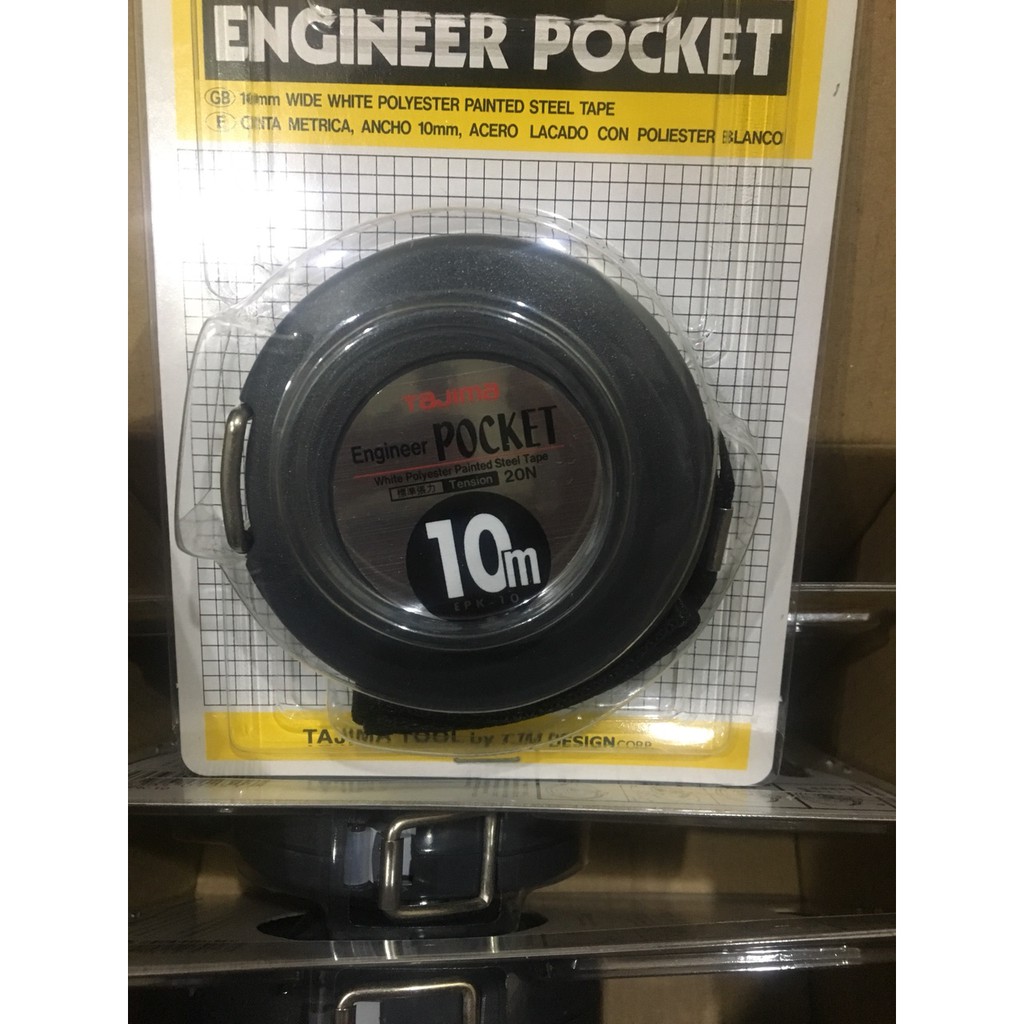 ENGINEER POCKET
GB 10mm WIDE WHITE POLYESTER PAINTED STEEL TAPE
E CINTA METRICA, ANCHO 10mm, ACERO LACADO CON POLIESTER BLANCO
TaJima
Engineer POCKET
White Polyester Painted Steel Tape
標準張力 Tension 20N
10m
EPK-10
TAJIMA TOOL by TJM DESIGN CORP.